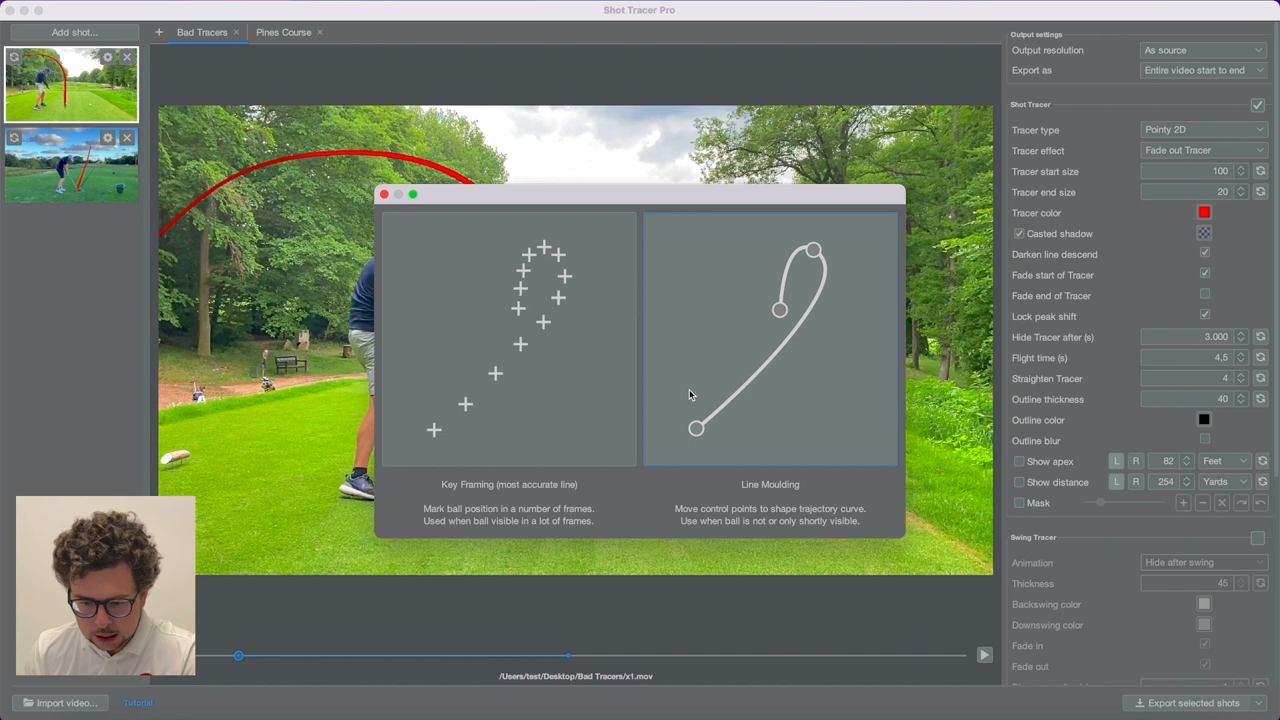 Shot Tracer Pro
Add shot...
+ Bad Tracers × Pines Course ×
Output settings
Output resolution As source
Export as Entire video start to end
Shot Tracer
Tracer type Pointy 2D
Tracer effect Fade out Tracer
Tracer start size 100
Tracer end size 20
Tracer color
Casted shadow
Darken line descend
Fade start of Tracer
Fade end of Tracer
Lock peak shift
Hide Tracer after (s) 3.000
Flight time (s) 4,5
Straighten Tracer 4
Outline thickness 40
Outline color
Outline blur
Show apex L R 82 Feet
Show distance L R 254 Yards
Mask
Swing Tracer
Animation Hide after swing
Thickness 45
Backswing color
Downswing color
Fade in
Fade out
Key Framing (most accurate line)
Mark ball position in a number of frames.
Used when ball visible in a lot of frames.
Line Moulding
Move control points to shape trajectory curve.
Use when ball is not or only shortly visible.
/Users/test/Desktop/Bad Tracers/x1.mov
Import video... Tutorial
Export selected shots